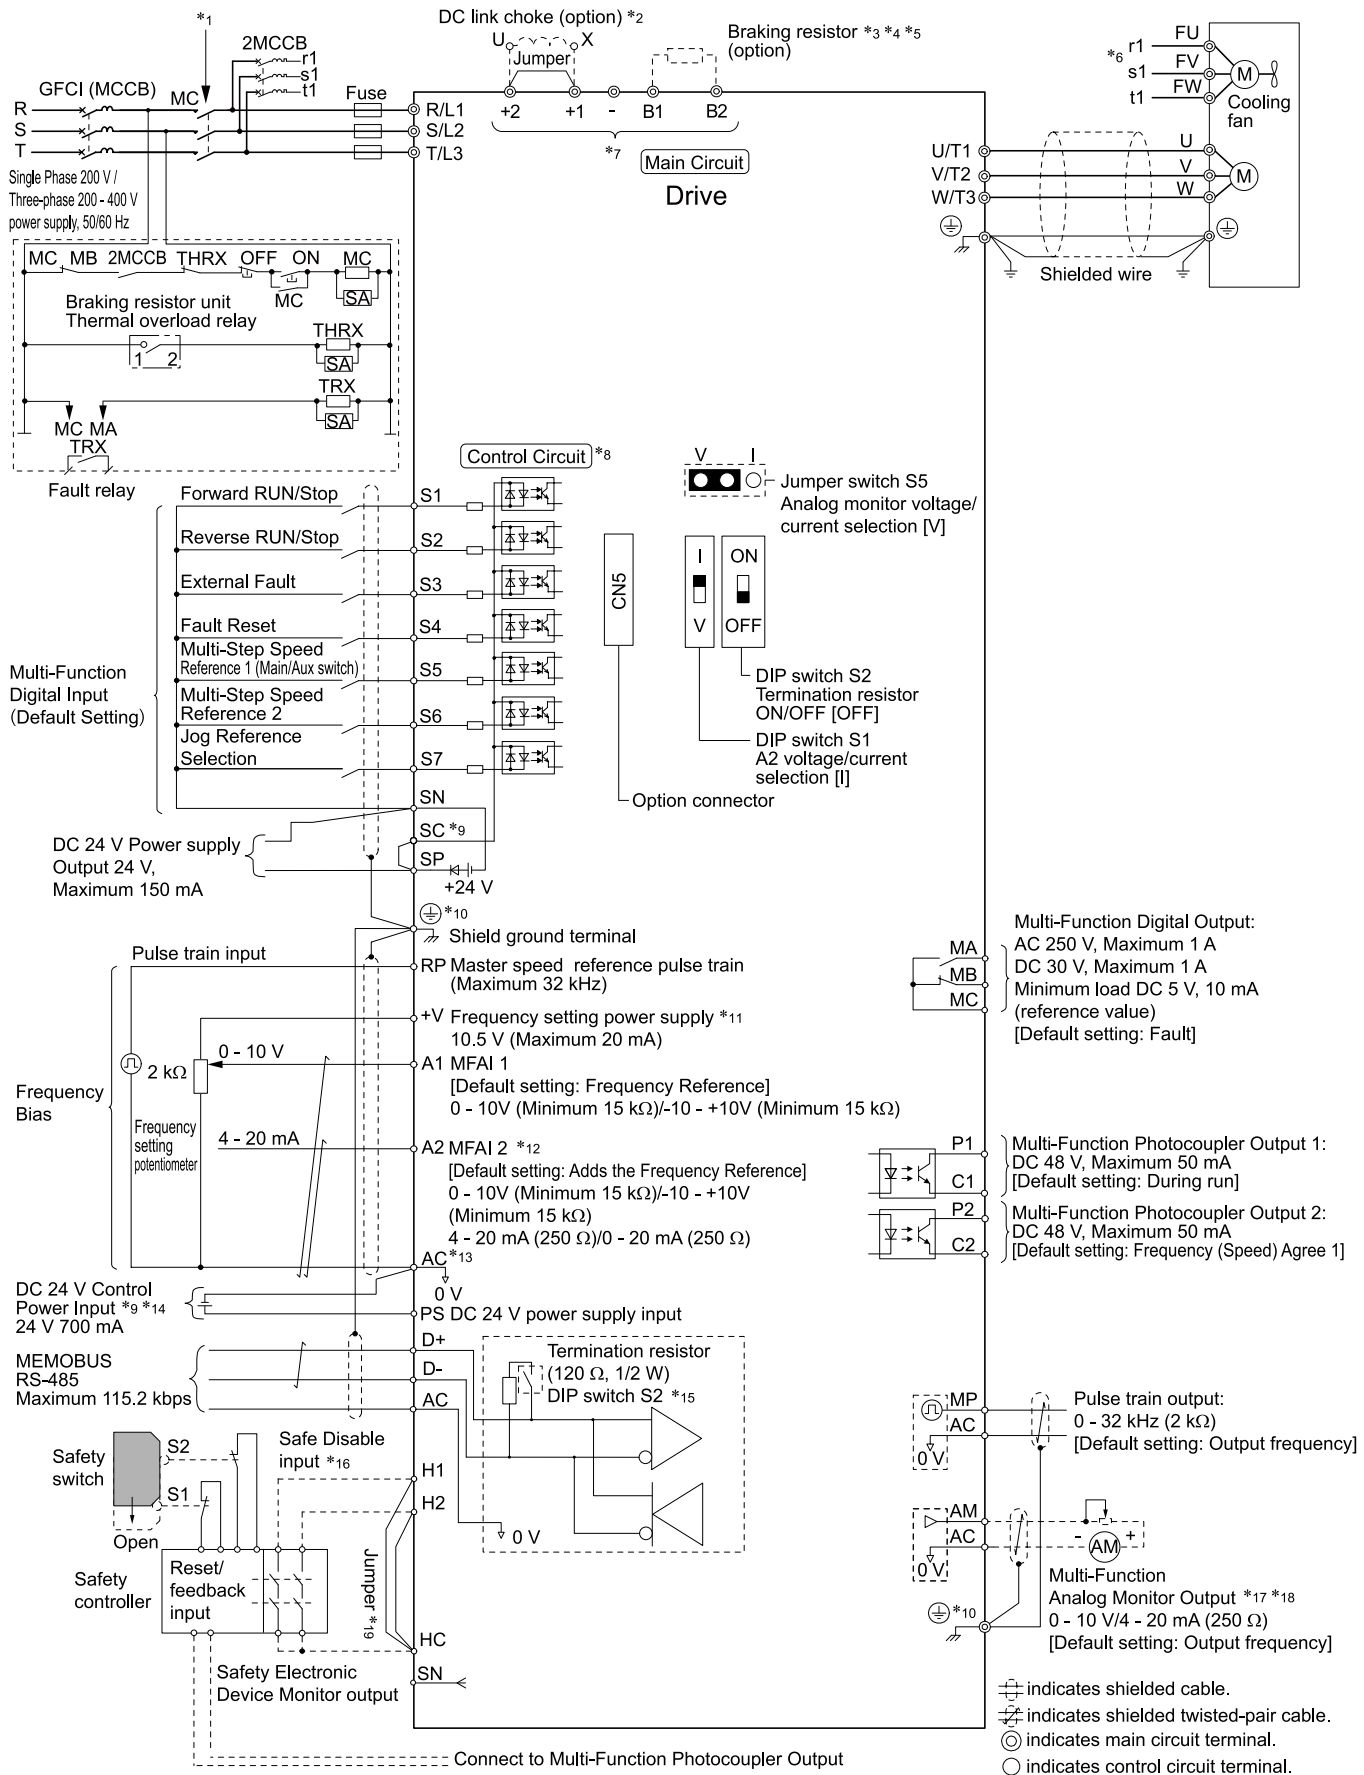 *1
DC link choke (option) *2
U X
Jumper
Braking resistor *3 *4 *5
(option)
2MCCB
r1
s1
t1
GFCI (MCCB)
MC
Fuse
R
S
T
R/L1
S/L2
T/L3
+2 +1 - B1 B2
*7
Main Circuit
Drive
Single Phase 200 V /
Three-phase 200 - 400 V
power supply, 50/60 Hz
*6
r1
s1
t1
FU
FV
FW
M
Cooling
fan
U/T1
V/T2
W/T3
U
V
W
M
Shielded wire
MC MB 2MCCB THRX OFF ON MC
MC
SA
Braking resistor unit
Thermal overload relay
1 2
THRX
SA
TRX
SA
MC MA
TRX
Fault relay
Control Circuit *8
V I
Jumper switch S5
Analog monitor voltage/
current selection [V]
CN5
Option connector
I
V
ON
OFF
DIP switch S2
Termination resistor
ON/OFF [OFF]
DIP switch S1
A2 voltage/current
selection [I]
Multi-Function
Digital Input
(Default Setting)
Forward RUN/Stop
S1
Reverse RUN/Stop
S2
External Fault
S3
Fault Reset
S4
Multi-Step Speed
Reference 1 (Main/Aux switch)
S5
Multi-Step Speed
Reference 2
S6
Jog Reference
Selection
S7
SN
SC *9
SP
+24 V
DC 24 V Power supply
Output 24 V,
Maximum 150 mA
*10
Shield ground terminal
Pulse train input
RP Master speed reference pulse train
(Maximum 32 kHz)
+V Frequency setting power supply *11
10.5 V (Maximum 20 mA)
0 - 10 V
2 kΩ
A1 MFAI 1
[Default setting: Frequency Reference]
0 - 10V (Minimum 15 kΩ)/-10 - +10V (Minimum 15 kΩ)
Frequency
Bias
Frequency
setting
potentiometer
4 - 20 mA
A2 MFAI 2 *12
[Default setting: Adds the Frequency Reference]
0 - 10V (Minimum 15 kΩ)/-10 - +10V
(Minimum 15 kΩ)
4 - 20 mA (250 Ω)/0 - 20 mA (250 Ω)
AC *13
0 V
DC 24 V Control
Power Input *9 *14
24 V 700 mA
PS DC 24 V power supply input
MEMOBUS
RS-485
Maximum 115.2 kbps
D+
D-
AC
Termination resistor
(120 Ω, 1/2 W)
DIP switch S2 *15
0 V
MA
MB
MC
Multi-Function Digital Output:
AC 250 V, Maximum 1 A
DC 30 V, Maximum 1 A
Minimum load DC 5 V, 10 mA
(reference value)
[Default setting: Fault]
P1
C1
Multi-Function Photocoupler Output 1:
DC 48 V, Maximum 50 mA
[Default setting: During run]
P2
C2
Multi-Function Photocoupler Output 2:
DC 48 V, Maximum 50 mA
[Default setting: Frequency (Speed) Agree 1]
MP
AC
0 V
Pulse train output:
0 - 32 kHz (2 kΩ)
[Default setting: Output frequency]
AM
AC
0 V
- +
AM
Multi-Function
Analog Monitor Output *17 *18
0 - 10 V/4 - 20 mA (250 Ω)
[Default setting: Output frequency]
*10
Safety
switch
S2
S1
Open
Safe Disable
input *16
H1
H2
Jumper *19
Safety
controller
Reset/
feedback
input
HC
Safety Electronic
Device Monitor output
SN
Connect to Multi-Function Photocoupler Output
indicates shielded cable.
indicates shielded twisted-pair cable.
indicates main circuit terminal.
indicates control circuit terminal.